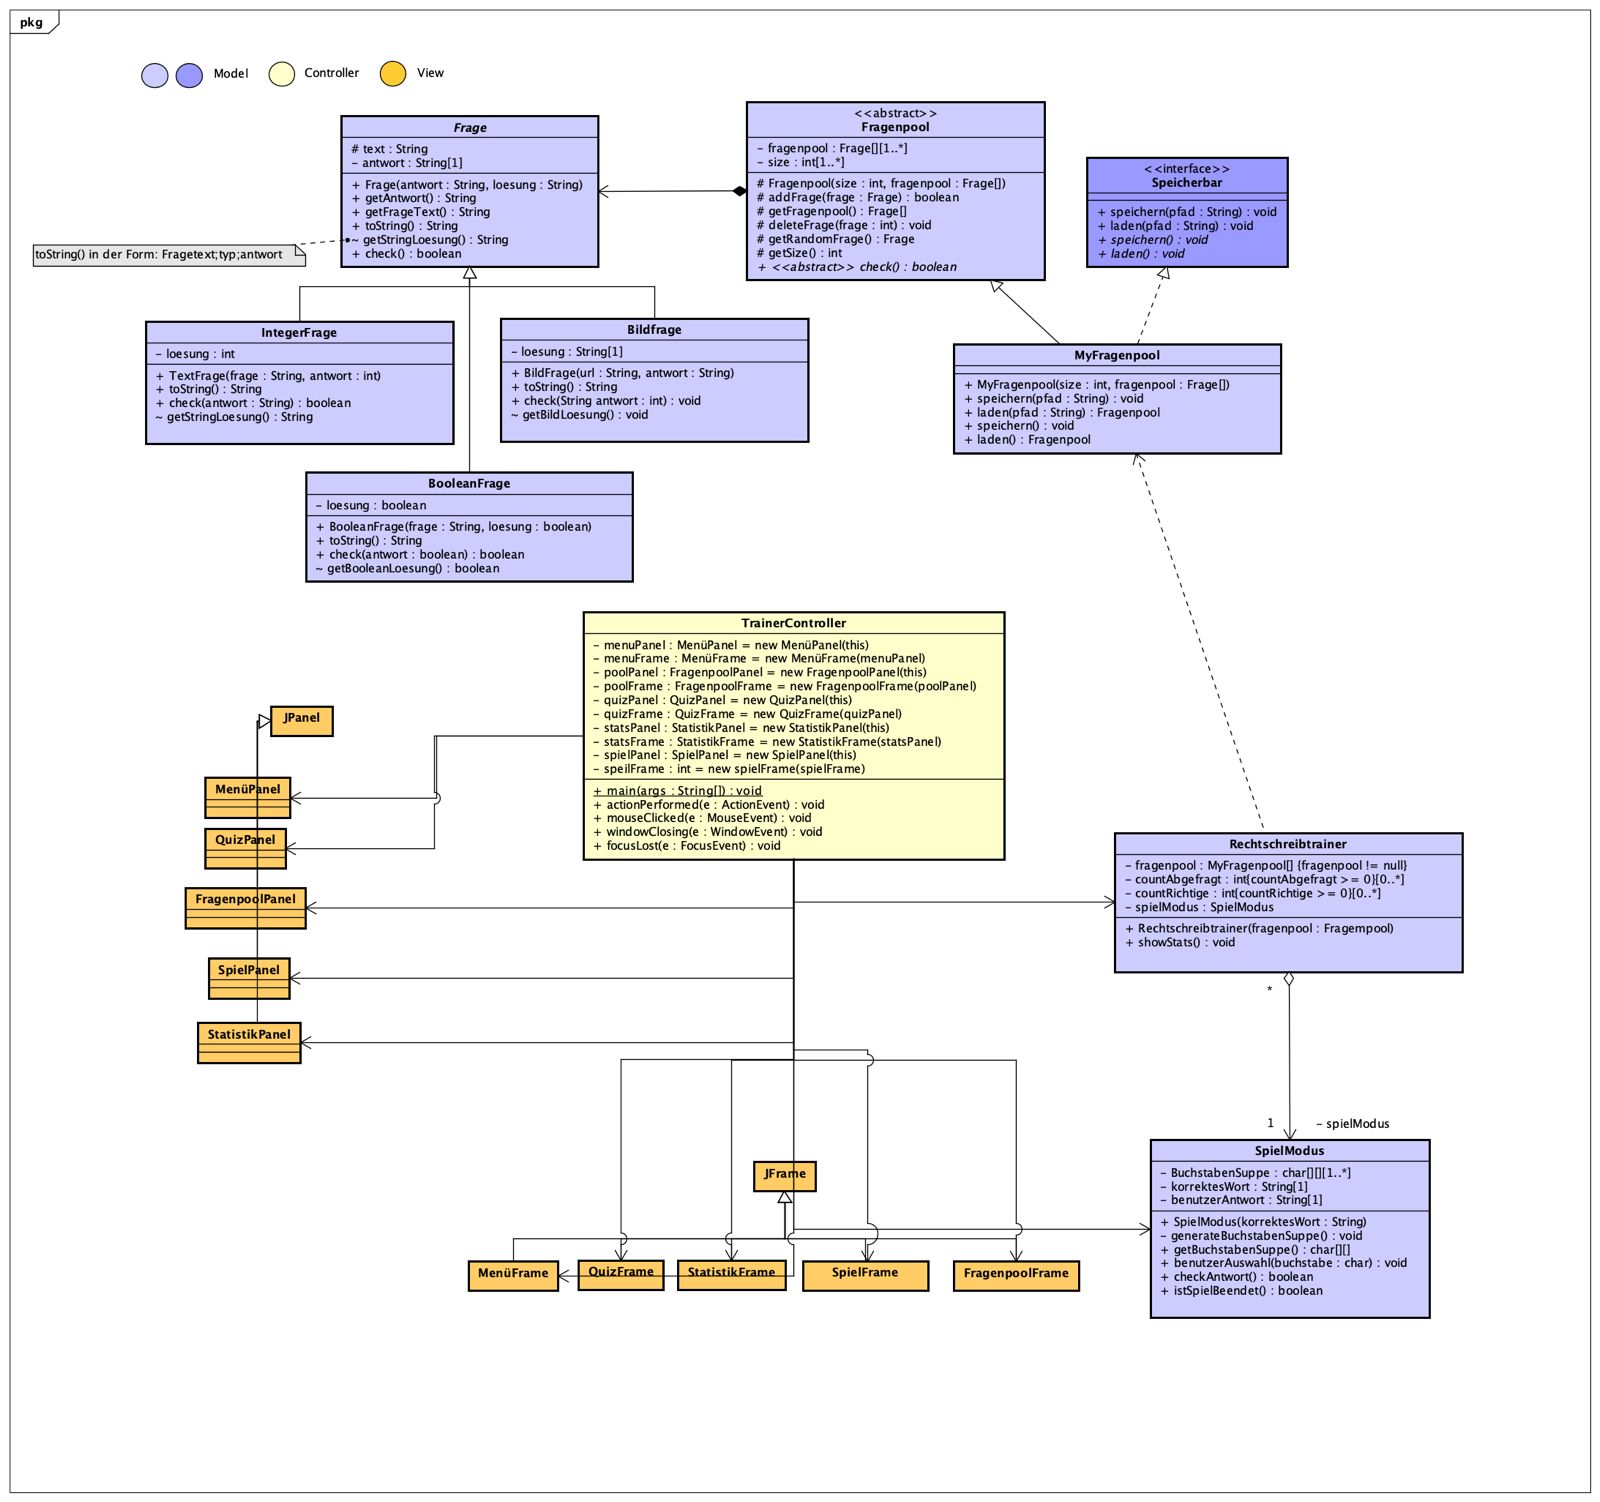 pkg
Model
Controller
View
Frage
# text : String
– antwort : String[1]
+ Frage(antwort : String, loesung : String)
+ getAntwort() : String
+ getFrageText() : String
+ toString() : String
~ getStringLoesung() : String
+ check() : boolean
toString() in der Form: Fragetext;typ;antwort
<<abstract>>
Fragenpool
– fragenpool : Frage[][1..*]
– size : int[1..*]
# Fragenpool(size : int, fragenpool : Frage[])
# addFrage(frage : Frage) : boolean
# getFragenpool() : Frage[]
# deleteFrage(frage : int) : void
# getRandomFrage() : Frage
# getSize() : int
+ <<abstract>> check() : boolean
<<interface>>
Speicherbar
+ speichern(pfad : String) : void
+ laden(pfad : String) : void
+ speichern() : void
+ laden() : void
IntegerFrage
– loesung : int
+ TextFrage(frage : String, antwort : int)
+ toString() : String
+ check(antwort : String) : boolean
~ getStringLoesung() : String
Bildfrage
– loesung : String[1]
+ BildFrage(url : String, antwort : String)
+ toString() : String
+ check(String antwort : int) : void
~ getBildLoesung() : void
MyFragenpool
+ MyFragenpool(size : int, fragenpool : Frage[])
+ speichern(pfad : String) : void
+ laden(pfad : String) : Fragenpool
+ speichern() : void
+ laden() : Fragenpool
BooleanFrage
– loesung : boolean
+ BooleanFrage(frage : String, loesung : boolean)
+ toString() : String
+ check(antwort : boolean) : boolean
~ getBooleanLoesung() : boolean
TrainerController
– menuPanel : MenüPanel = new MenüPanel(this)
– menuFrame : MenüFrame = new MenüFrame(menuPanel)
– poolPanel : FragenpoolPanel = new FragenpoolPanel(this)
– poolFrame : FragenpoolFrame = new FragenpoolFrame(poolPanel)
– quizPanel : QuizPanel = new QuizPanel(this)
– quizFrame : QuizFrame = new QuizFrame(quizPanel)
– statsPanel : StatistikPanel = new StatistikPanel(this)
– statsFrame : StatistikFrame = new StatistikFrame(statsPanel)
– spielPanel : SpielPanel = new SpielPanel(this)
– speilFrame : int = new spielFrame(spielFrame)
+ main(args : String[]) : void
+ actionPerformed(e : ActionEvent) : void
+ mouseClicked(e : MouseEvent) : void
+ windowClosing(e : WindowEvent) : void
+ focusLost(e : FocusEvent) : void
JPanel
MenüPanel
QuizPanel
FragenpoolPanel
SpielPanel
StatistikPanel
Rechtschreibtrainer
– fragenpool : MyFragenpool[] {fragenpool != null}
– countAbgefragt : int{countAbgefragt >= 0}[0..*]
– countRichtige : int{countRichtige >= 0}[0..*]
– spielModus : SpielModus
+ Rechtschreibtrainer(fragenpool : Fragempool)
+ showStats() : void
*
1
– spielModus
SpielModus
– BuchstabenSuppe : char[][][1..*]
– korrektesWort : String[1]
– benutzerAntwort : String[1]
+ SpielModus(korrektesWort : String)
– generateBuchstabenSuppe() : void
+ getBuchstabenSuppe() : char[][]
+ benutzerAuswahl(buchstabe : char) : void
+ checkAntwort() : boolean
+ istSpielBeendet() : boolean
JFrame
MenüFrame
QuizFrame
StatistikFrame
SpielFrame
FragenpoolFrame